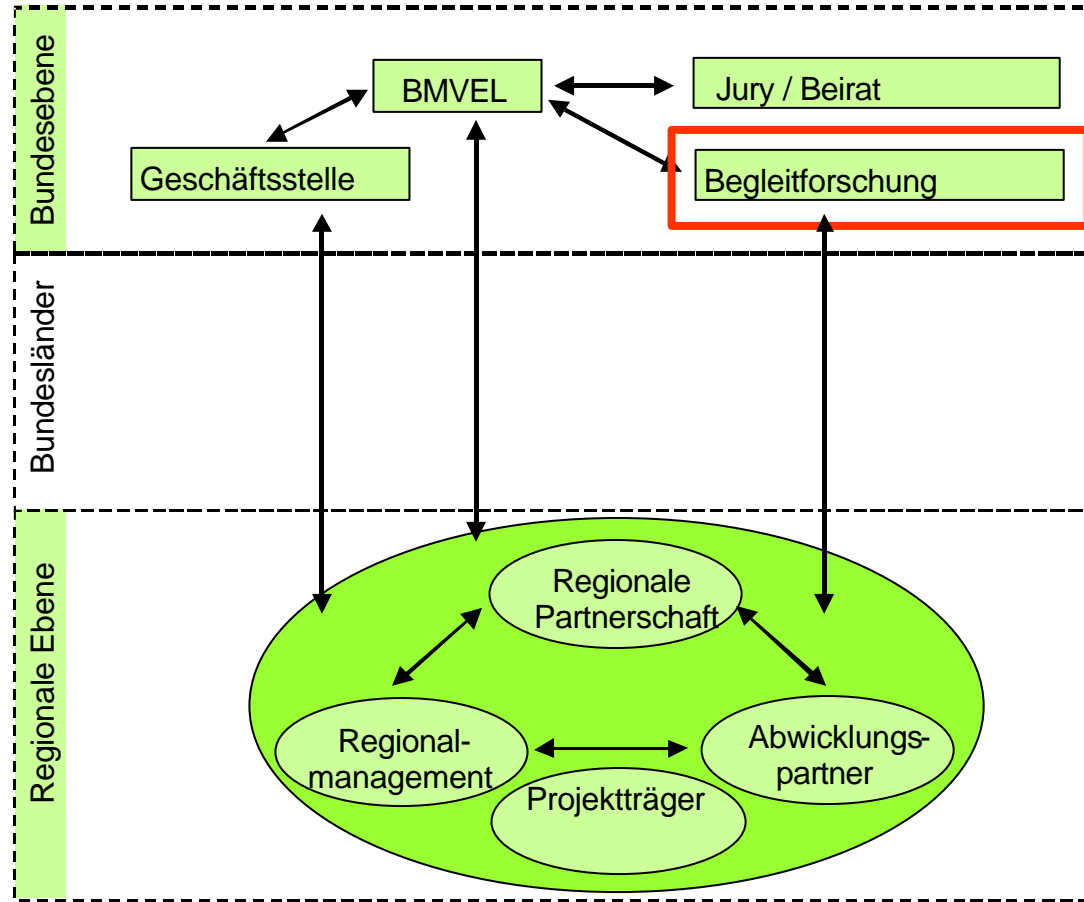 Bundesebene
BMVEL
Jury / Beirat
Geschäftsstelle
Begleitforschung
Bundesländer
Regionale Ebene
Regionale
Partnerschaft
Regional-
management
Abwicklungs-
partner
Projektträger